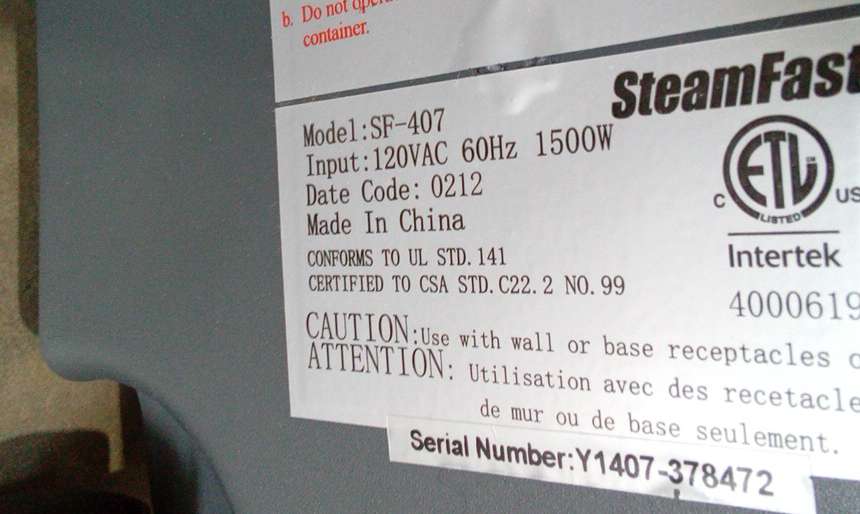 b. Do not
container.
SteamFast
Model:SF-407
Input:120VAC 60Hz 1500W
Date Code: 0212
Made In China
CONFORMS TO UL STD. 141
CERTIFIED TO CSA STD. C22. 2 NO. 99
ETL
LISTED
C US
Intertek
4000619
CAUTION:Use with wall or base receptacles
ATTENTION: Utilisation avec des recetacle
de mur ou de base seulement.
Serial Number:Y1407-378472